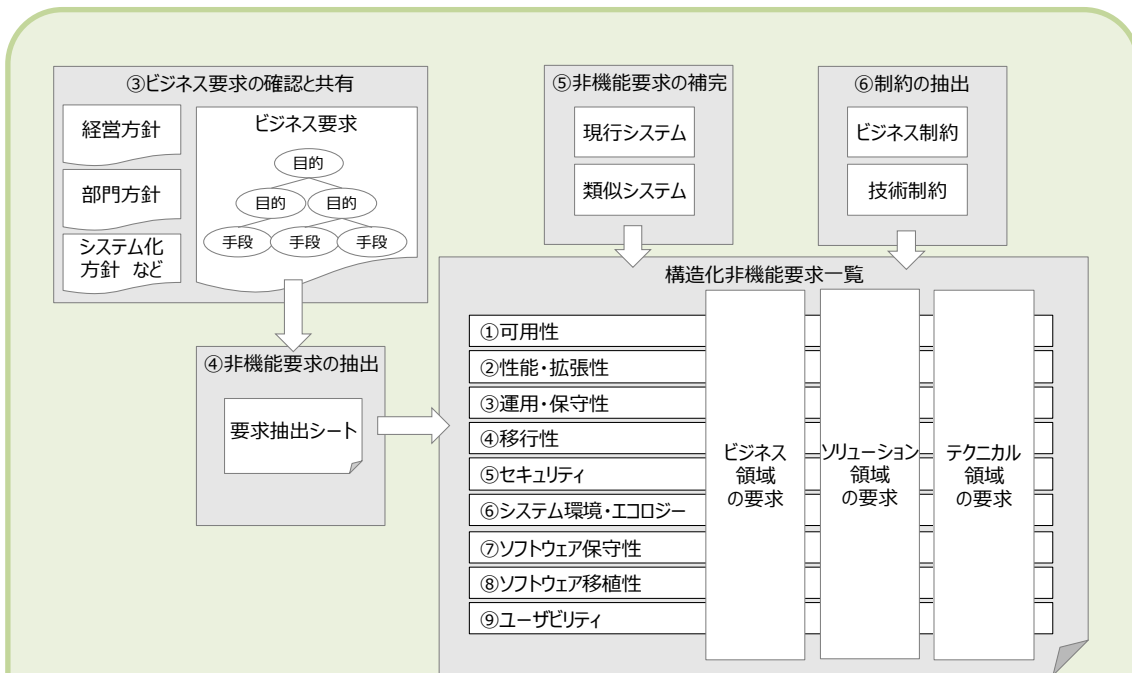 ③ビジネス要求の確認と共有
経営方針
部門方針
システム化
方針 など
ビジネス要求
目的
目的
目的
手段
手段
手段
⑤非機能要求の補完
現行システム
類似システム
⑥制約の抽出
ビジネス制約
技術制約
④非機能要求の抽出
要求抽出シート
構造化非機能要求一覧
①可用性
②性能・拡張性
③運用・保守性
④移行性
⑤セキュリティ
⑥システム環境・エコロジー
⑦ソフトウェア保守性
⑧ソフトウェア移植性
⑨ユーザビリティ
ビジネス
領域
の要求
ソリューション
領域
の要求
テクニカル
領域
の要求